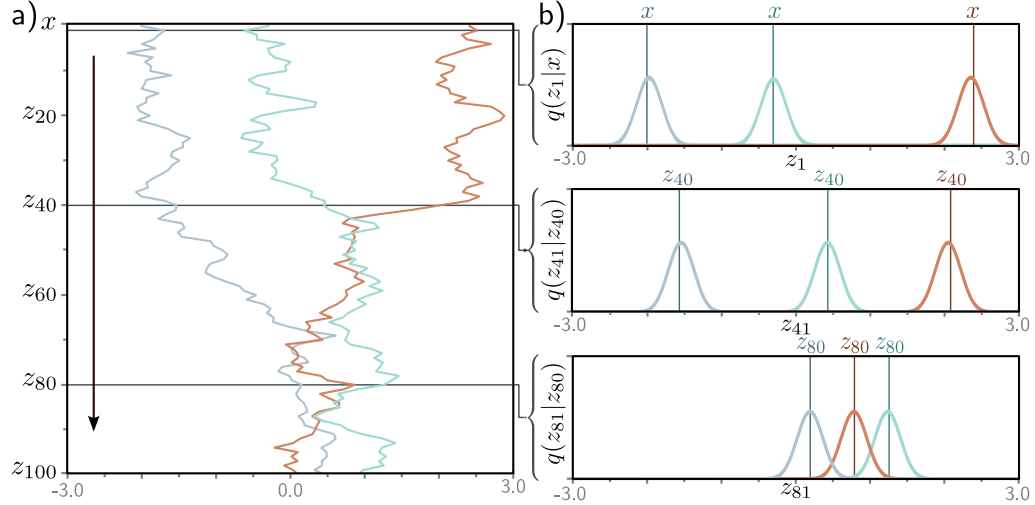 a)
x
z₂₀
z₄₀
z₆₀
z₈₀
z₁₀₀
-3.0
0.0
3.0
b)
x
x
x
q(z₁|x)
-3.0
z₁
3.0
z₄₀
z₄₀
z₄₀
q(z₄₁|z₄₀)
-3.0
z₄₁
3.0
z₈₀
z₈₀
z₈₀
q(z₈₁|z₈₀)
-3.0
z₈₁
3.0